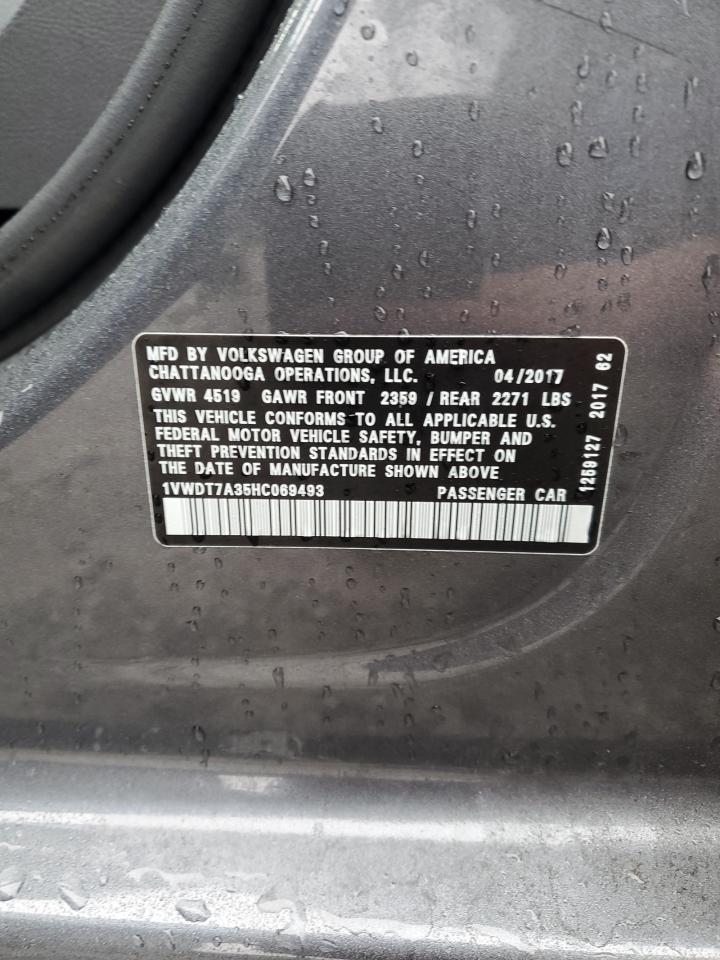 MFD BY VOLKSWAGEN GROUP OF AMERICA
CHATTANOOGA OPERATIONS, LLC. 04/2017
GVWR 4519 GAWR FRONT 2359 / REAR 2271 LBS
THIS VEHICLE CONFORMS TO ALL APPLICABLE U.S.
FEDERAL MOTOR VEHICLE SAFETY, BUMPER AND
THEFT PREVENTION STANDARDS IN EFFECT ON
THE DATE OF MANUFACTURE SHOWN ABOVE
1VWDT7A35HC069493 PASSENGER CAR
1259127 2017 62